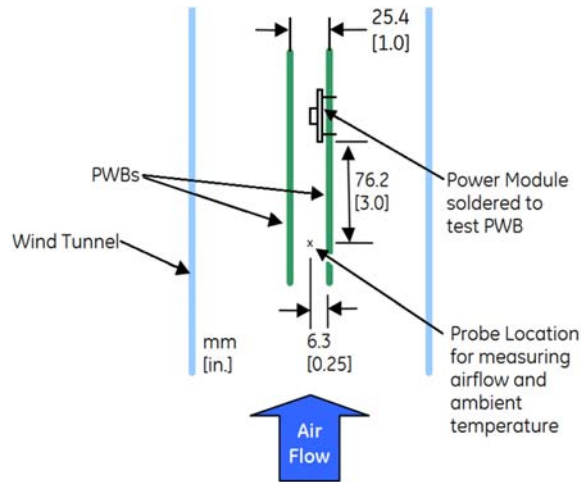 25.4
[1.0]
PWBs
76.2
[3.0]
Power Module
soldered to
test PWB
Wind Tunnel
x
mm
[in.]
6.3
[0.25]
Probe Location
for measuring
airflow and
ambient
temperature
Air
Flow